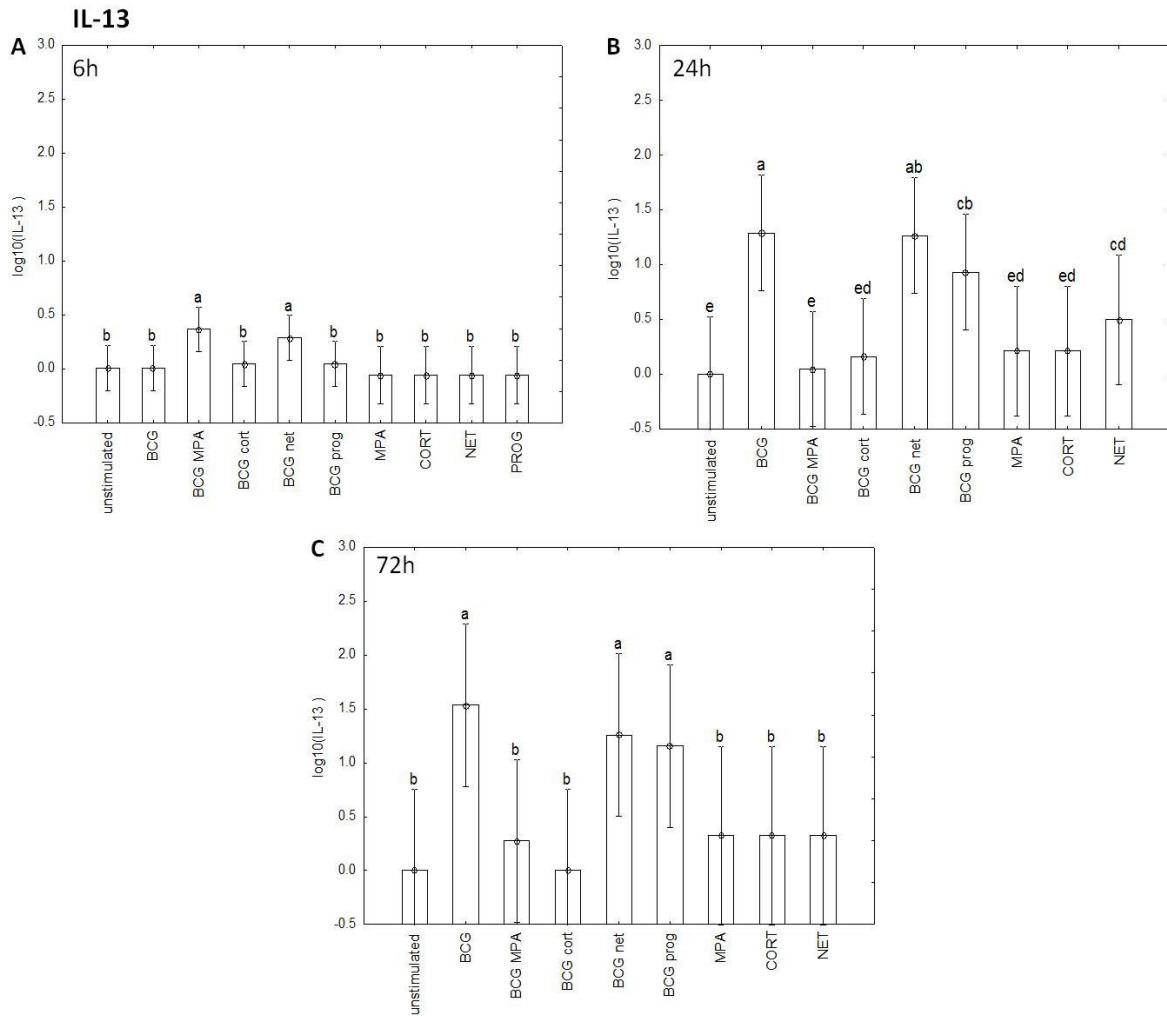 IL-13
A
6h
3.0
2.5
2.0
1.5
1.0
0.5
0.0
-0.5
log10(IL-13 )
b
b
a
b
a
b
b
b
b
b
unstimulated
BCG
BCG MPA
BCG cort
BCG net
BCG prog
MPA
CORT
NET
PROG
B
24h
3.0
2.5
2.0
1.5
1.0
0.5
0.0
-0.5
log10(IL-13 )
e
a
e
ed
ab
cb
ed
ed
cd
unstimulated
BCG
BCG MPA
BCG cort
BCG net
BCG prog
MPA
CORT
NET
C
72h
3.0
2.5
2.0
1.5
1.0
0.5
0.0
-0.5
log10(IL-13 )
b
a
b
b
a
a
b
b
b
unstimulated
BCG
BCG MPA
BCG cort
BCG net
BCG prog
MPA
CORT
NET